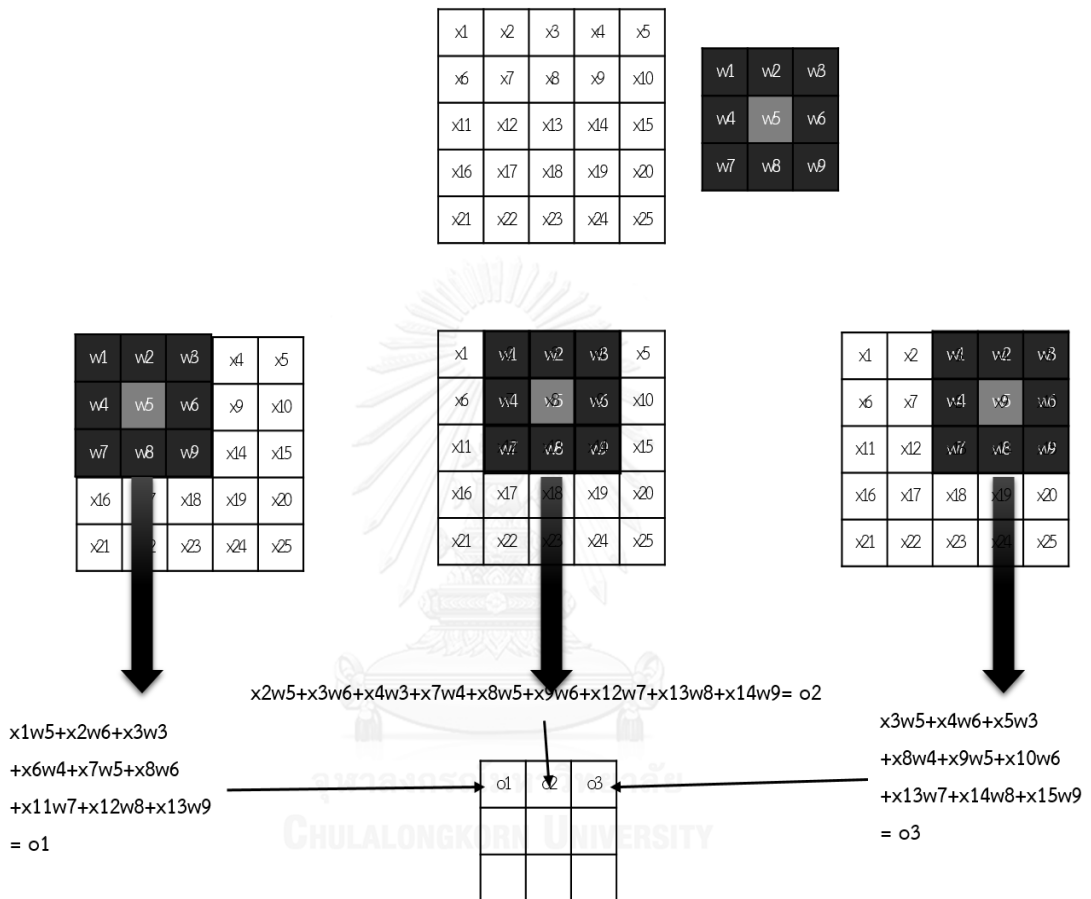 x1 x2 x3 x4 x5
x6 x7 x8 x9 x10
x11 x12 x13 x14 x15
x16 x17 x18 x19 x20
x21 x22 x23 x24 x25
w1 w2 w3
w4 w5 w6
w7 w8 w9
w1 w2 w3 x4 x5
w4 w5 w6 x9 x10
w7 w8 w9 x14 x15
x16 x18 x19 x20
x21 x23 x24 x25
x1 w1 w2 w3 x5
x6 w4 w5 w6 x10
x11 w7 w8 w9 x15
x16 x17 x18 x19 x20
x21 x22 x23 x24 x25
x1 x2 w1 w2 w3
x6 x7 w4 w5 w6
x11 x12 w7 w8 w9
x16 x17 x18 x19 x20
x21 x22 x23 x24 x25
x2w5+x3w6+x4w3+x7w4+x8w5+x9w6+x12w7+x13w8+x14w9= o2
x1w5+x2w6+x3w3
+x6w4+x7w5+x8w6
+x11w7+x12w8+x13w9
= o1
x3w5+x4w6+x5w3
+x8w4+x9w5+x10w6
+x13w7+x14w8+x15w9
= o3
o1 o2 o3
จุฬาลงกรณ์มหาวิทยาลัย
CHULALONGKORN UNIVERSITY